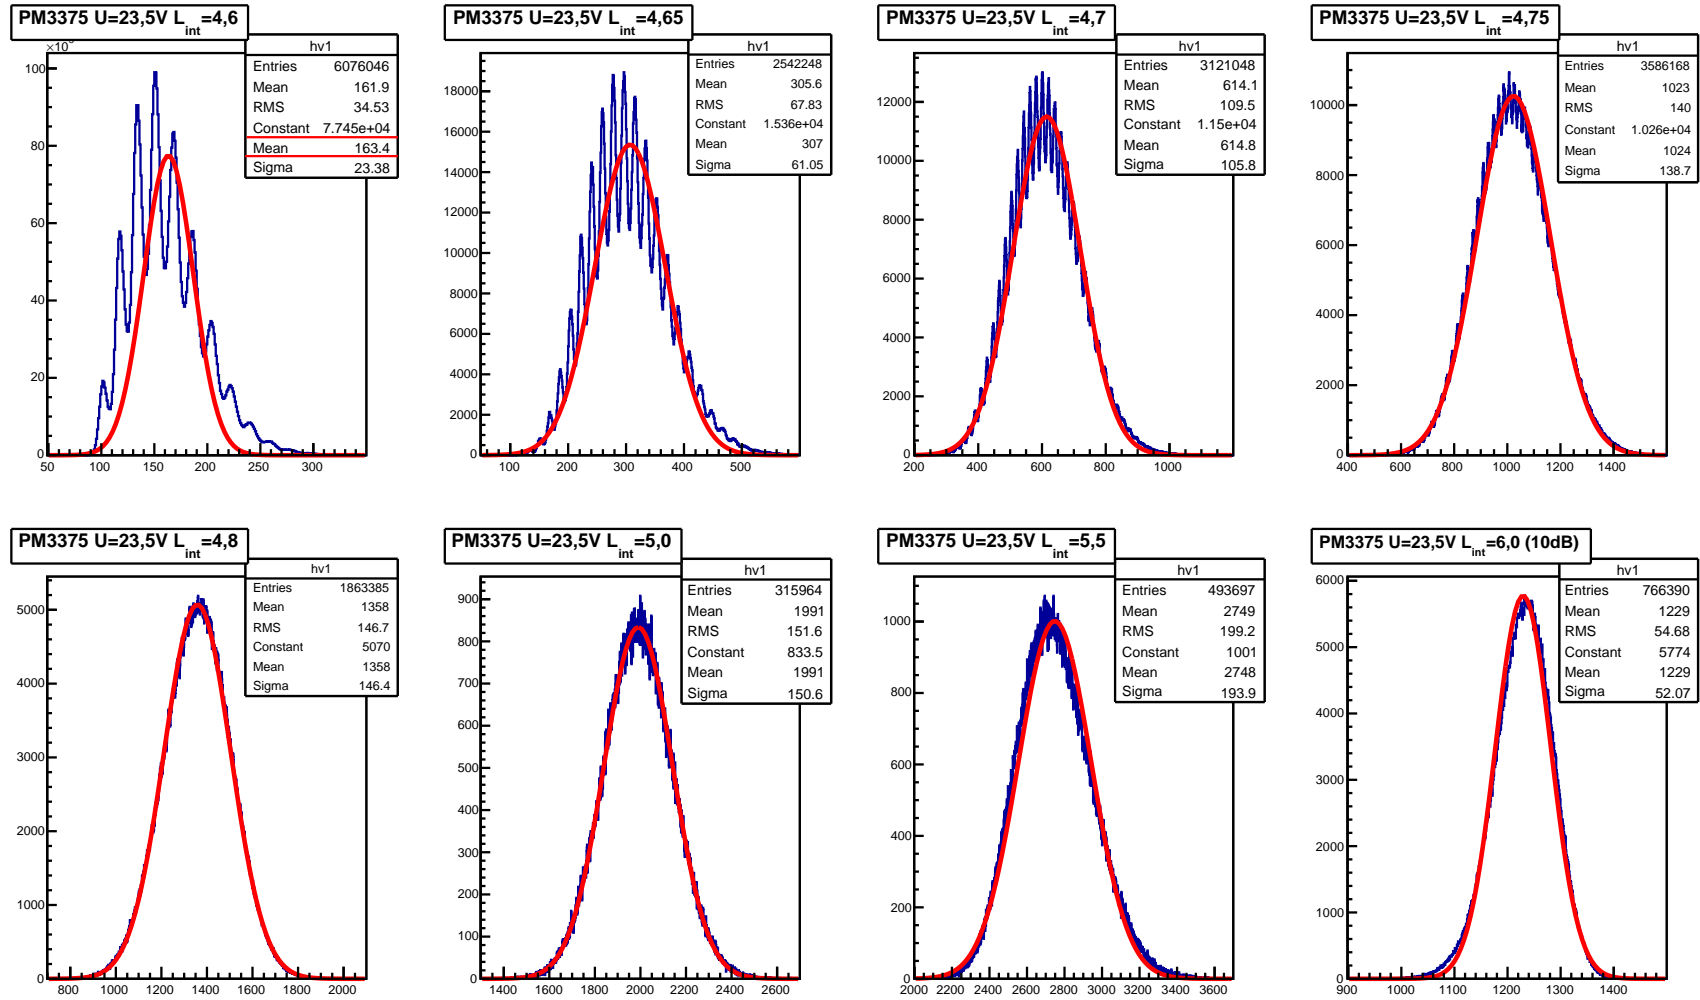 PM3375 U=23,5V L_int=4,6
×10³
hv1
Entries 6076046
Mean 161.9
RMS 34.53
Constant 7.745e+04
Mean 163.4
Sigma 23.38
100
80
60
40
20
0
50 100 150 200 250 300
PM3375 U=23,5V L_int=4,65
hv1
Entries 2542248
Mean 305.6
RMS 67.83
Constant 1.536e+04
Mean 307
Sigma 61.05
18000
16000
14000
12000
10000
8000
6000
4000
2000
0
100 200 300 400 500
PM3375 U=23,5V L_int=4,7
hv1
Entries 3121048
Mean 614.1
RMS 109.5
Constant 1.15e+04
Mean 614.8
Sigma 105.8
12000
10000
8000
6000
4000
2000
0
200 400 600 800 1000
PM3375 U=23,5V L_int=4,75
hv1
Entries 3586168
Mean 1023
RMS 140
Constant 1.026e+04
Mean 1024
Sigma 138.7
10000
8000
6000
4000
2000
0
400 600 800 1000 1200 1400
PM3375 U=23,5V L_int=4,8
hv1
Entries 1863385
Mean 1358
RMS 146.7
Constant 5070
Mean 1358
Sigma 146.4
5000
4000
3000
2000
1000
0
800 1000 1200 1400 1600 1800 2000
PM3375 U=23,5V L_int=5,0
hv1
Entries 315964
Mean 1991
RMS 151.6
Constant 833.5
Mean 1991
Sigma 150.6
900
800
700
600
500
400
300
200
100
0
1400 1600 1800 2000 2200 2400 2600
PM3375 U=23,5V L_int=5,5
hv1
Entries 493697
Mean 2749
RMS 199.2
Constant 1001
Mean 2748
Sigma 193.9
1000
800
600
400
200
0
2000 2200 2400 2600 2800 3000 3200 3400 3600
PM3375 U=23,5V L_int=6,0 (10dB)
hv1
Entries 766390
Mean 1229
RMS 54.68
Constant 5774
Mean 1229
Sigma 52.07
6000
5000
4000
3000
2000
1000
0
900 1000 1100 1200 1300 1400